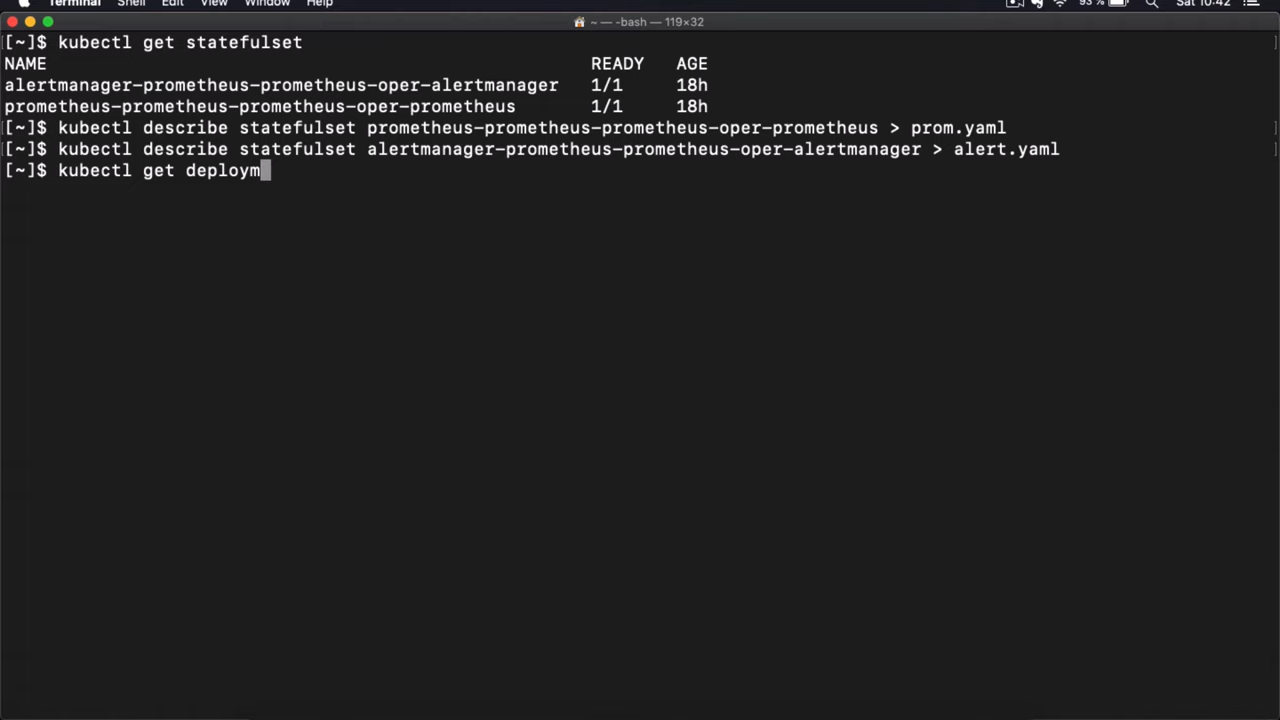 Terminal Shell Edit View Window Help 93% Sat 10:42
~ — -bash — 119×32
[~]$ kubectl get statefulset
NAME READY AGE
alertmanager-prometheus-prometheus-oper-alertmanager 1/1 18h
prometheus-prometheus-prometheus-oper-prometheus 1/1 18h
[~]$ kubectl describe statefulset prometheus-prometheus-prometheus-oper-prometheus > prom.yaml
[~]$ kubectl describe statefulset alertmanager-prometheus-prometheus-oper-alertmanager > alert.yaml
[~]$ kubectl get deploym